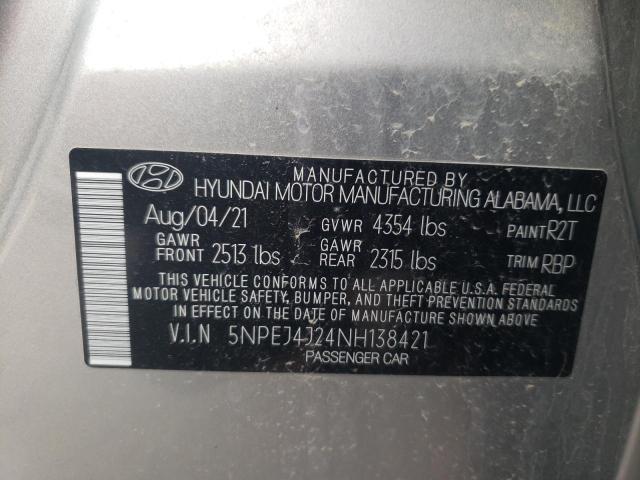 MANUFACTURED BY
HYUNDAI MOTOR MANUFACTURING ALABAMA, LLC
Aug/04/21 GVWR 4354 lbs PAINT R2T
GAWR FRONT 2513 lbs GAWR REAR 2315 lbs TRIM RBP
THIS VEHICLE CONFORMS TO ALL APPLICABLE U.S.A. FEDERAL
MOTOR VEHICLE SAFETY, BUMPER, AND THEFT PREVENTION STANDARDS
IN EFFECT ON THE DATE OF MANUFACTURE SHOWN ABOVE.
V.I.N 5NPEJ4J24NH138421
PASSENGER CAR